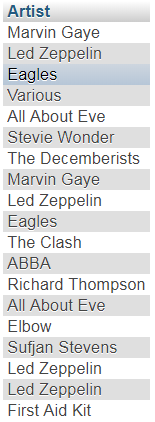 Artist
Marvin Gaye
Led Zeppelin
Eagles
Various
All About Eve
Stevie Wonder
The Decemberists
Marvin Gaye
Led Zeppelin
Eagles
The Clash
ABBA
Richard Thompson
All About Eve
Elbow
Sufjan Stevens
Led Zeppelin
Led Zeppelin
First Aid Kit